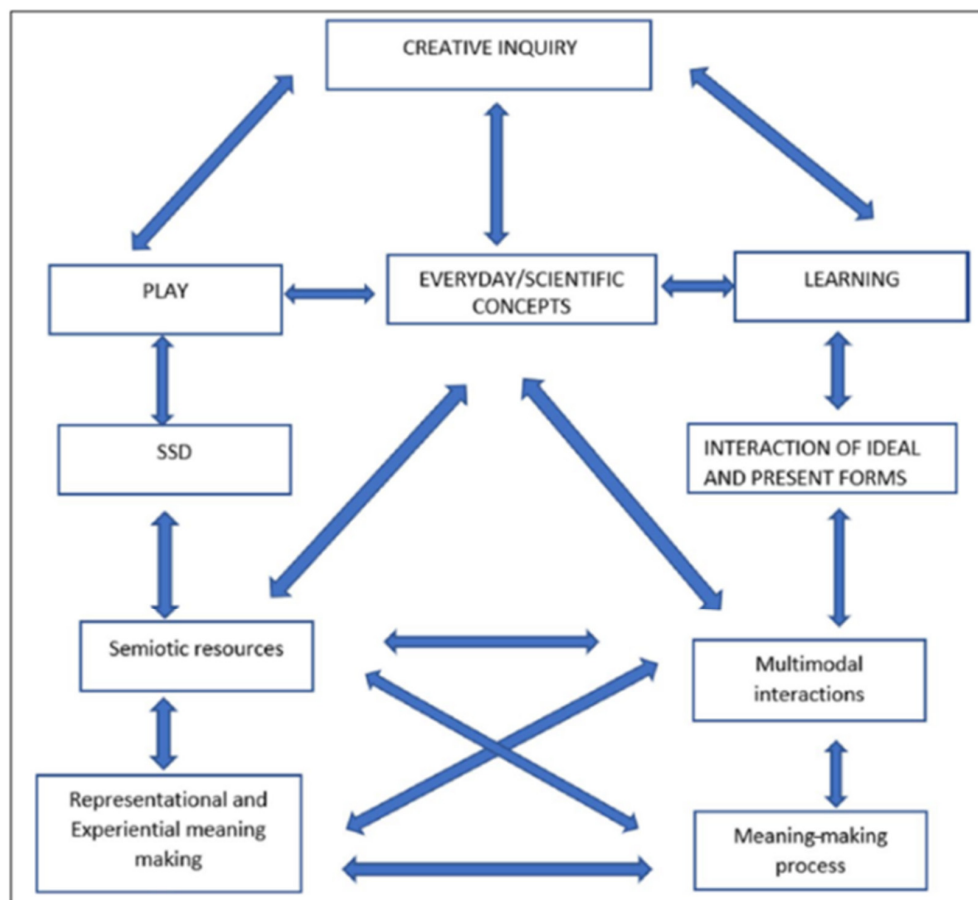 CREATIVE INQUIRY
PLAY
EVERYDAY/SCIENTIFIC
CONCEPTS
LEARNING
SSD
INTERACTION OF IDEAL
AND PRESENT FORMS
Semiotic resources
Multimodal
interactions
Representational and
Experiential meaning
making
Meaning-making
process